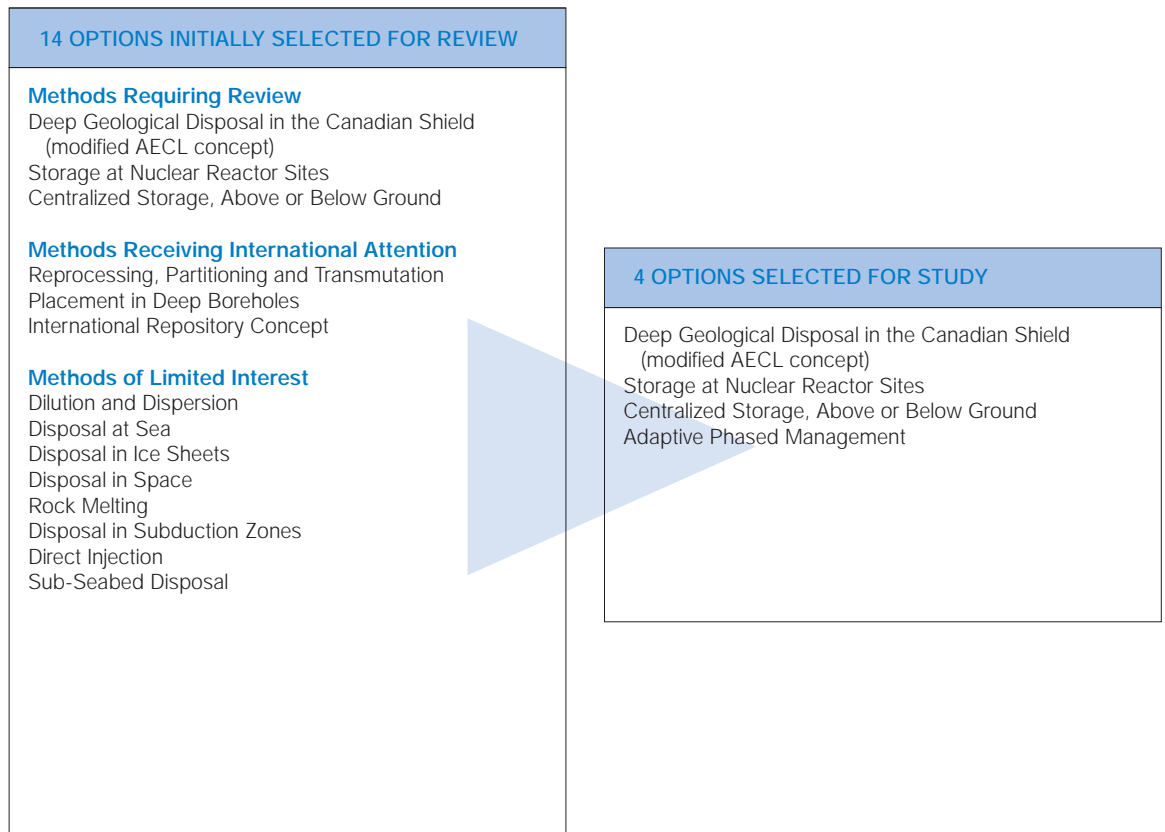 14 OPTIONS INITIALLY SELECTED FOR REVIEW
Methods Requiring Review
Deep Geological Disposal in the Canadian Shield
(modified AECL concept)
Storage at Nuclear Reactor Sites
Centralized Storage, Above or Below Ground
Methods Receiving International Attention
Reprocessing, Partitioning and Transmutation
Placement in Deep Boreholes
International Repository Concept
Methods of Limited Interest
Dilution and Dispersion
Disposal at Sea
Disposal in Ice Sheets
Disposal in Space
Rock Melting
Disposal in Subduction Zones
Direct Injection
Sub-Seabed Disposal
4 OPTIONS SELECTED FOR STUDY
Deep Geological Disposal in the Canadian Shield
(modified AECL concept)
Storage at Nuclear Reactor Sites
Centralized Storage, Above or Below Ground
Adaptive Phased Management